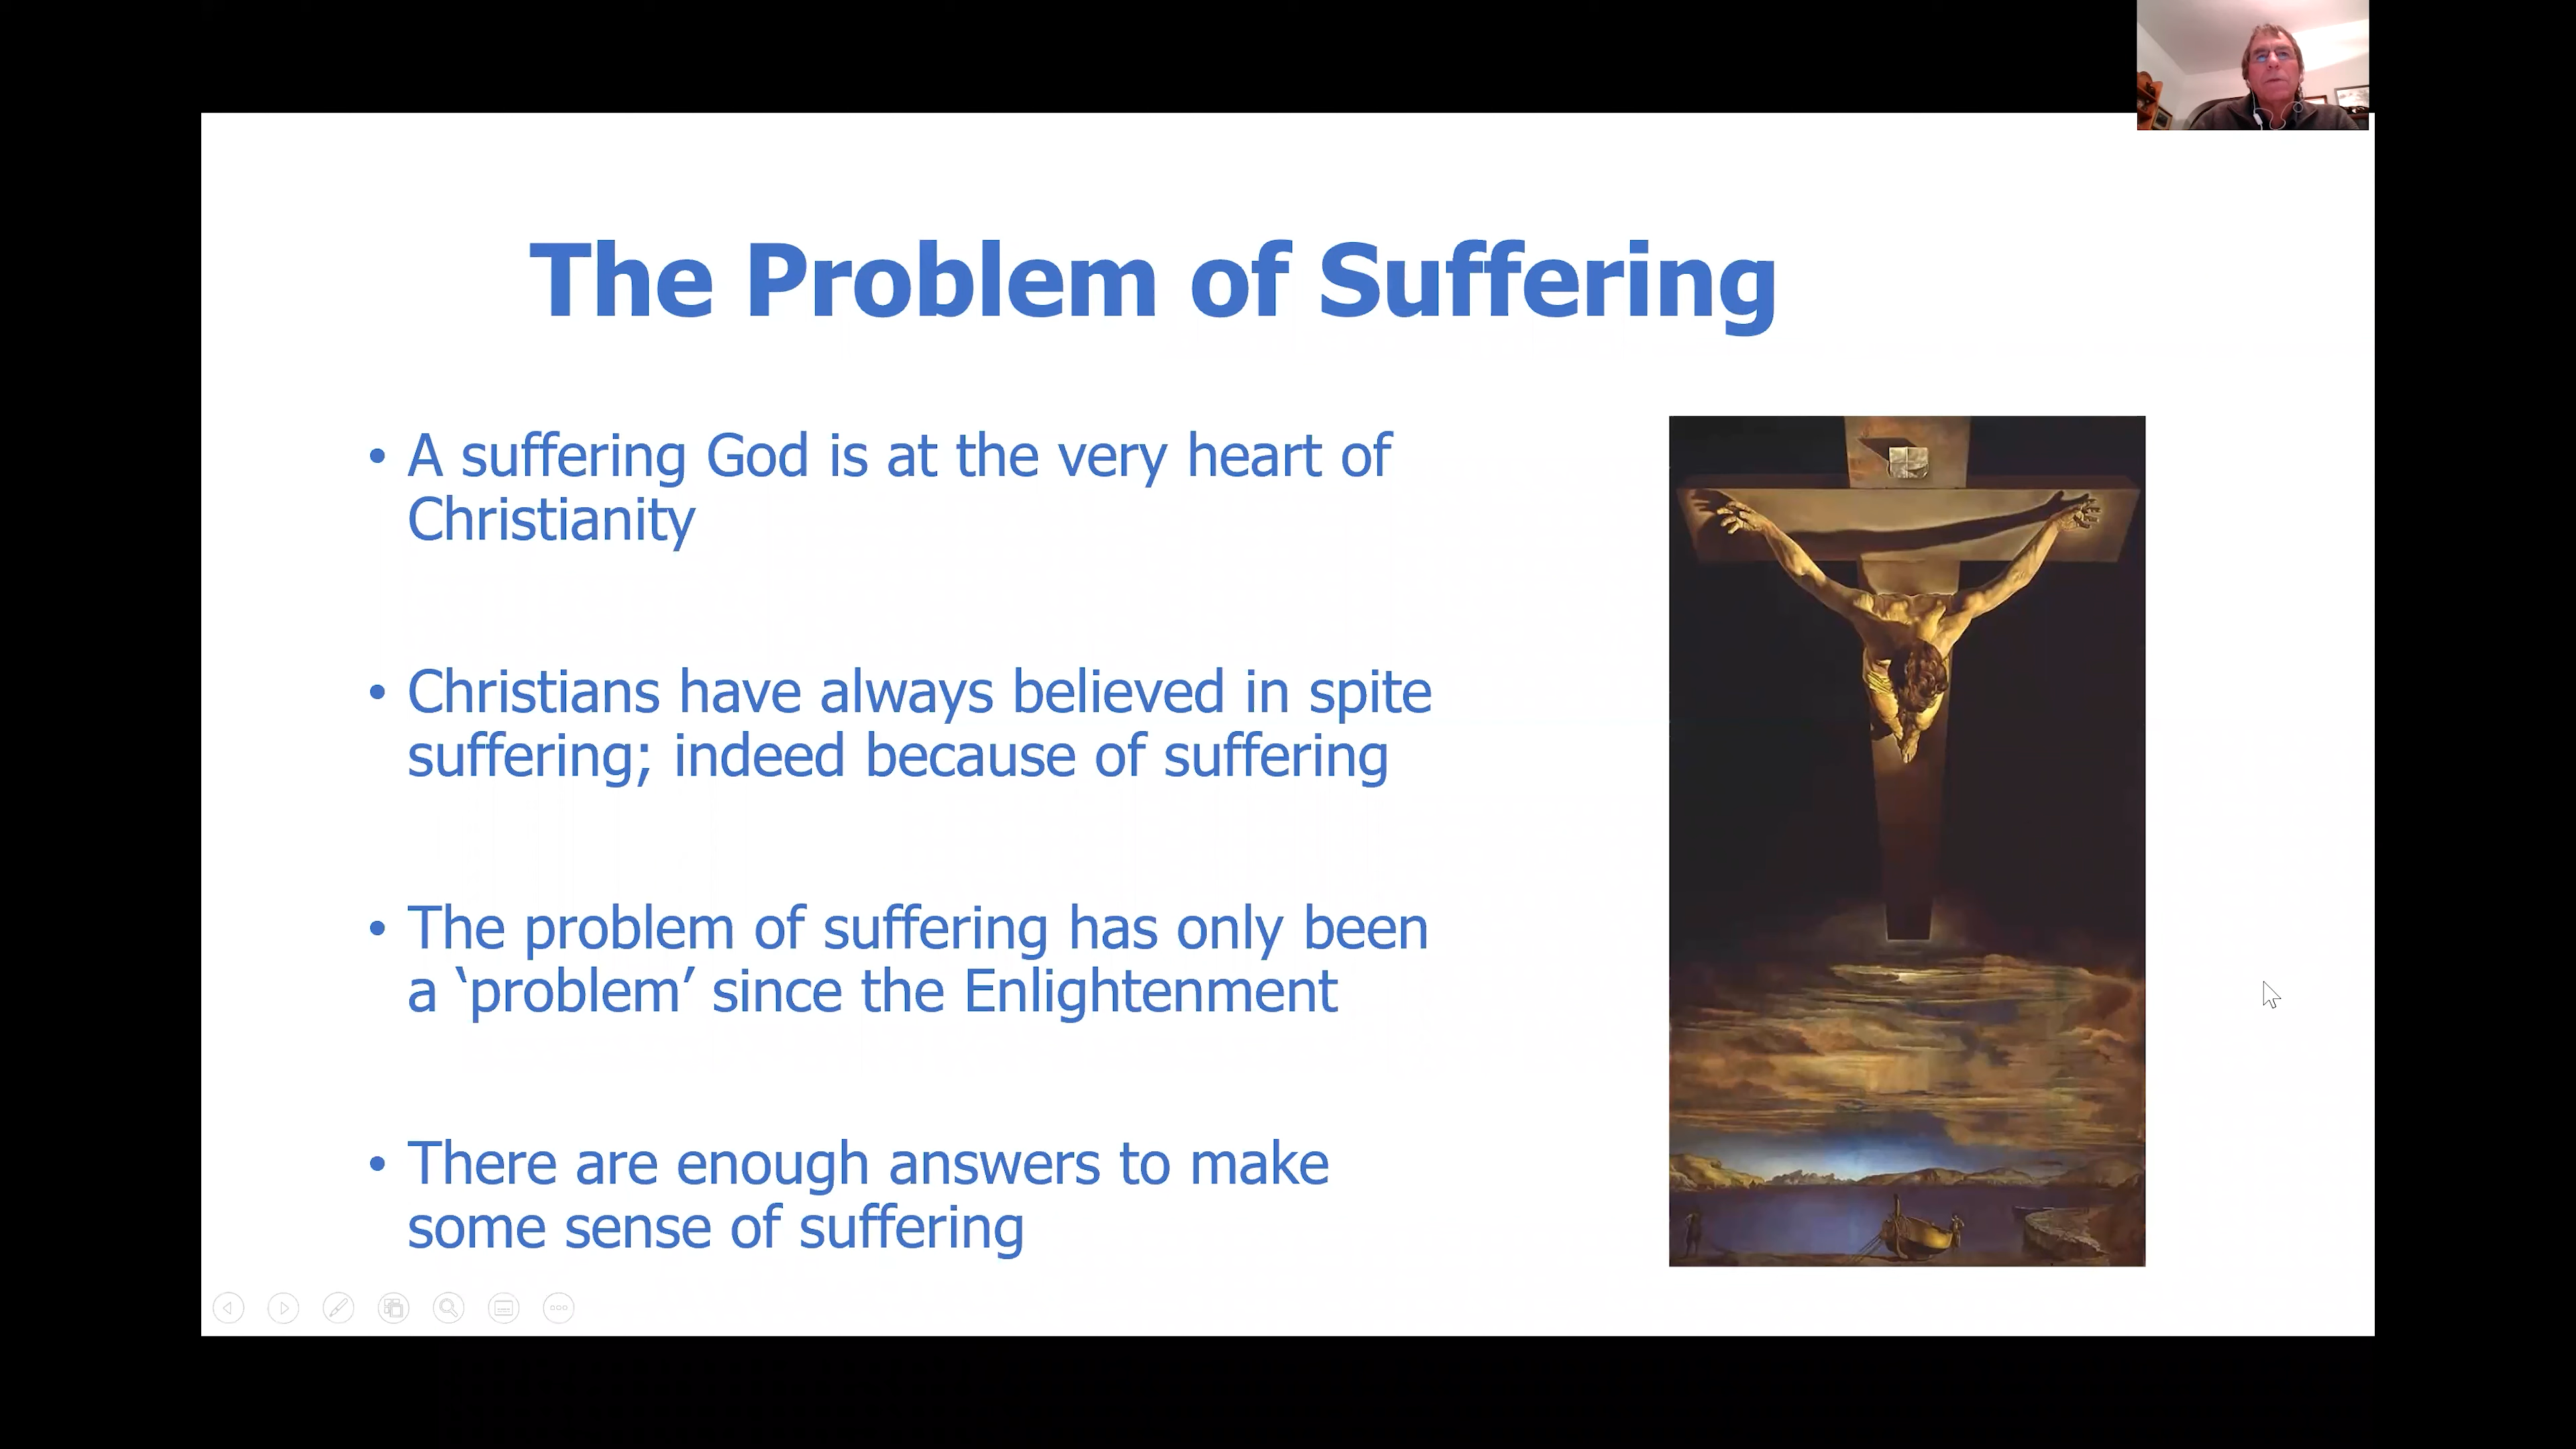 The Problem of Suffering
• A suffering God is at the very heart of
Christianity
• Christians have always believed in spite
suffering; indeed because of suffering
• The problem of suffering has only been
a ‘problem’ since the Enlightenment
• There are enough answers to make
some sense of suffering